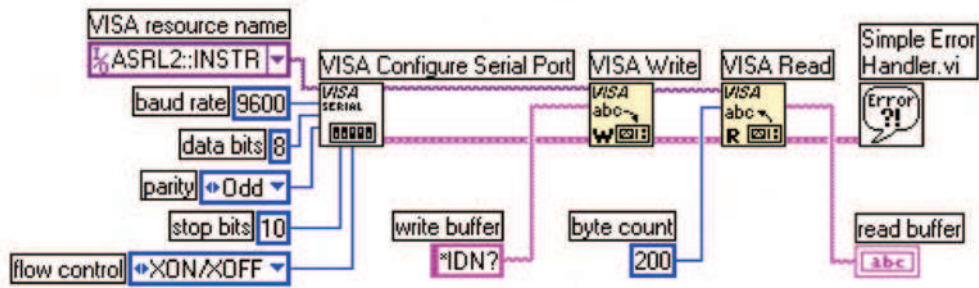 VISA resource name
I/O ASRL2::INSTR
baud rate 9600
data bits 8
parity Odd
stop bits 10
flow control XON/XOFF
VISA Configure Serial Port
VISA
SERIAL
VISA Write
VISA
abc
W
write buffer
*IDN?
VISA Read
VISA
abc
R
byte count
200
Simple Error
Handler.vi
Error
?!
read buffer
abc